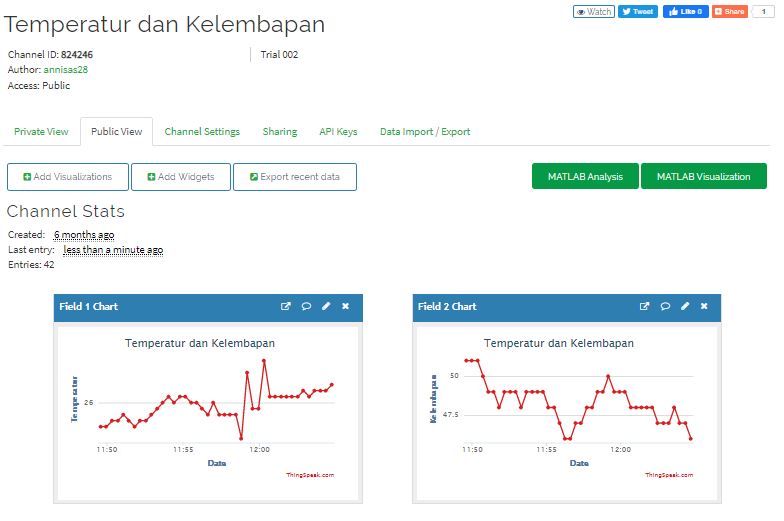 Temperatur dan Kelembapan
Watch Tweet Like 0 Share 1
Channel ID: 824246
Author: annisas28
Access: Public
Trial 002
Private View Public View Channel Settings Sharing API Keys Data Import / Export
Add Visualizations Add Widgets Export recent data MATLAB Analysis MATLAB Visualization
Channel Stats
Created: 6 months ago
Last entry: less than a minute ago
Entries: 42
Field 1 Chart
Temperatur dan Kelembapan
Temperatur
26
11:50 11:55 12:00
Date
ThingSpeak.com
Field 2 Chart
Temperatur dan Kelembapan
Kelembapan
50
47.5
11:50 11:55 12:00
Date
ThingSpeak.com